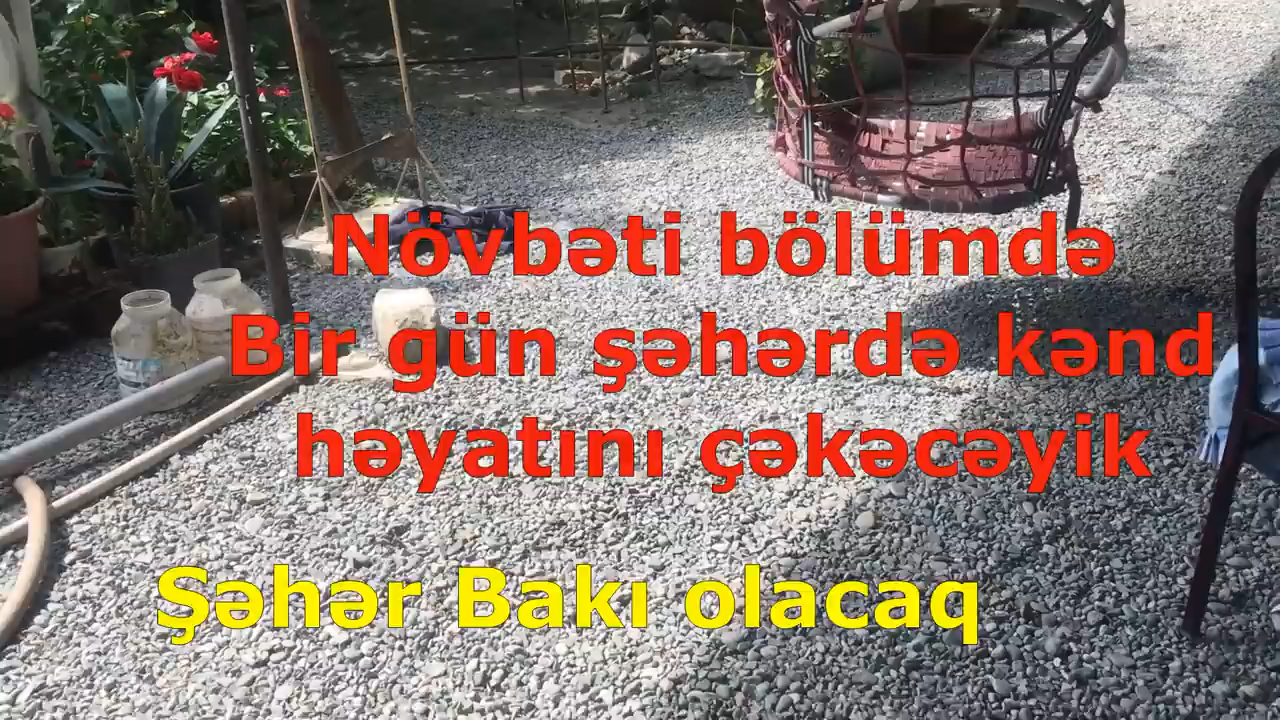 Növbəti bölümdə
Bir gün şəhərdə kənd
həyatını çəkəcəyik
Şəhər Bakı olacaq